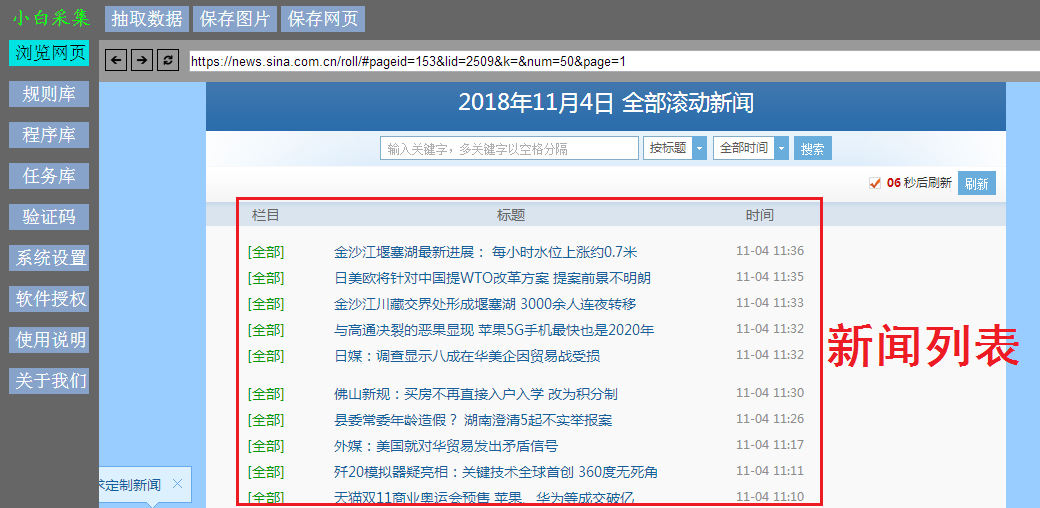 小白采集
抽取数据 保存图片 保存网页
浏览网页
https://news.sina.com.cn/roll/#pageid=153&lid=2509&k=&num=50&page=1
规则库
程序库
任务库
验证码
系统设置
软件授权
使用说明
关于我们
2018年11月4日 全部滚动新闻
输入关键字，多关键字以空格分隔 按标题 全部时间 搜索
06 秒后刷新 刷新
栏目 标题 时间
[全部] 金沙江堰塞湖最新进展： 每小时水位上涨约0.7米 11-04 11:36
[全部] 日美欧将针对中国提WTO改革方案 提案前景不明朗 11-04 11:35
[全部] 金沙江川藏交界处形成堰塞湖 3000余人连夜转移 11-04 11:33
[全部] 与高通决裂的恶果显现 苹果5G手机最快也是2020年 11-04 11:32
[全部] 日媒：调查显示八成在华美企因贸易战受损 11-04 11:32
[全部] 佛山新规：买房不再直接入户入学 改为积分制 11-04 11:30
[全部] 县委常委年龄造假？ 湖南澄清5起不实举报案 11-04 11:26
[全部] 外媒：美国就对华贸易发出矛盾信号 11-04 11:17
[全部] 歼20模拟器疑亮相：关键技术全球首创 360度无死角 11-04 11:11
[全部] 天猫双11商业奥运会预售 苹果、华为等成交破亿 11-04 11:10
新闻列表
定制新闻